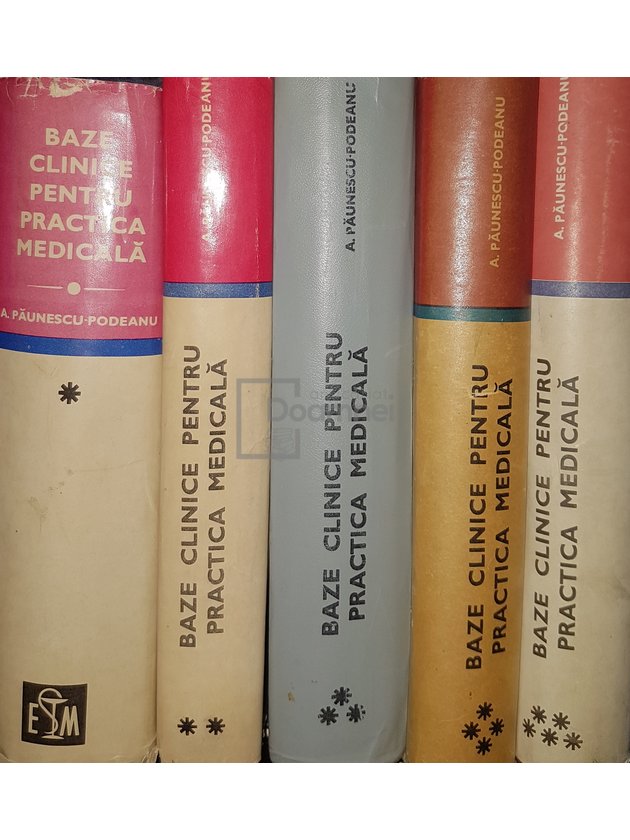 BAZE
CLINICE
PENTRU
PRACTICA
MEDICALĂ
A. PĂUNESCU-PODEANU
*
ESM
A. PĂUNESCU-PODEANU
BAZE CLINICE PENTRU
PRACTICA MEDICALĂ
* *
A. PĂUNESCU-PODEANU
BAZE CLINICE PENTRU
PRACTICA MEDICALĂ
* * *
A. PĂUNESCU-PODEANU
BAZE CLINICE PENTRU
PRACTICA MEDICALĂ
* * * *
A. PĂUNESCU-PODEANU
BAZE CLINICE PENTRU
PRACTICA MEDICALĂ
* * * * *